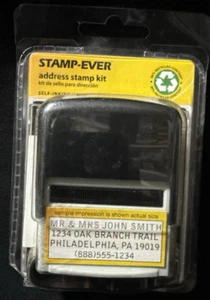 STAMP-EVER
address stamp kit
kit de sello para dirección
SELF-INKING
sample impression is shown actual size
MR & MRS JOHN SMITH
1234 OAK BRANCH TRAIL
PHILADELPHIA, PA 19019
(888)555-1234